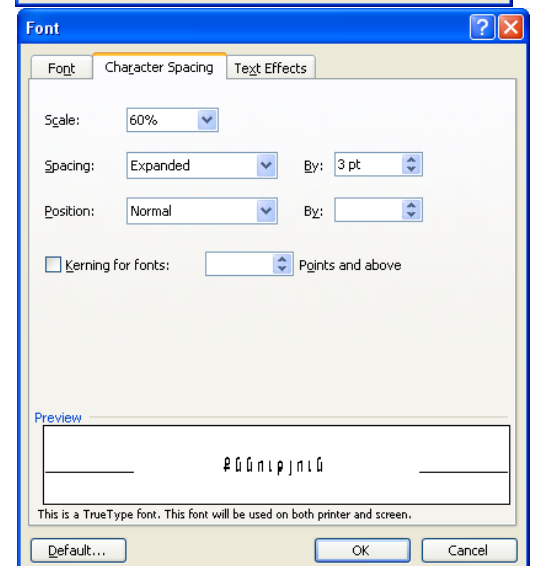 Font
Font Character Spacing Text Effects
Scale: 60%
Spacing: Expanded By: 3 pt
Position: Normal By:
Kerning for fonts: Points and above
Preview
Քննություն
This is a TrueType font. This font will be used on both printer and screen.
Default... OK Cancel